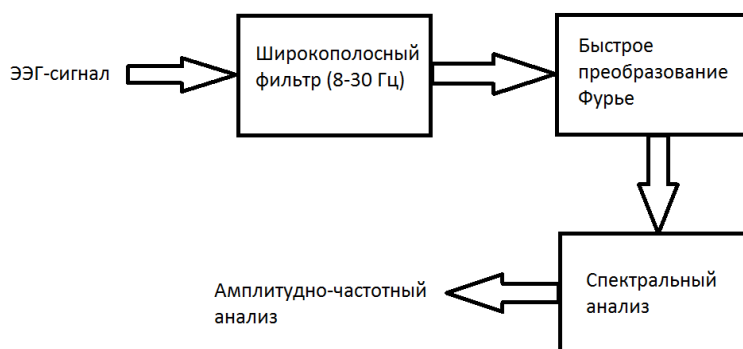 ЭЭГ-сигнал
Широкополосный
фильтр (8-30 Гц)
Быстрое
преобразование
Фурье
Спектральный
анализ
Амплитудно-частотный
анализ